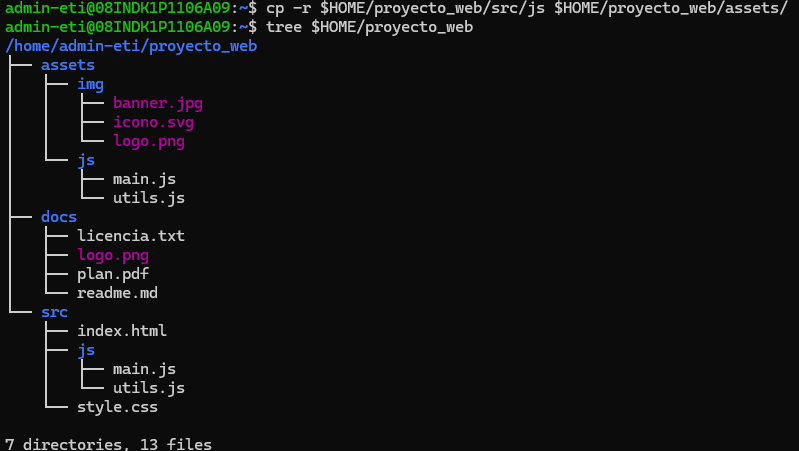 admin-eti@08INDK1P1106A09:~$ cp -r $HOME/proyecto_web/src/js $HOME/proyecto_web/assets/
admin-eti@08INDK1P1106A09:~$ tree $HOME/proyecto_web
/home/admin-eti/proyecto_web
├── assets
│   ├── img
│   │   ├── banner.jpg
│   │   ├── icono.svg
│   │   └── logo.png
│   └── js
│       ├── main.js
│       └── utils.js
├── docs
│   ├── licencia.txt
│   ├── logo.png
│   ├── plan.pdf
│   └── readme.md
└── src
    ├── index.html
    ├── js
    │   ├── main.js
    │   └── utils.js
    └── style.css
7 directories, 13 files